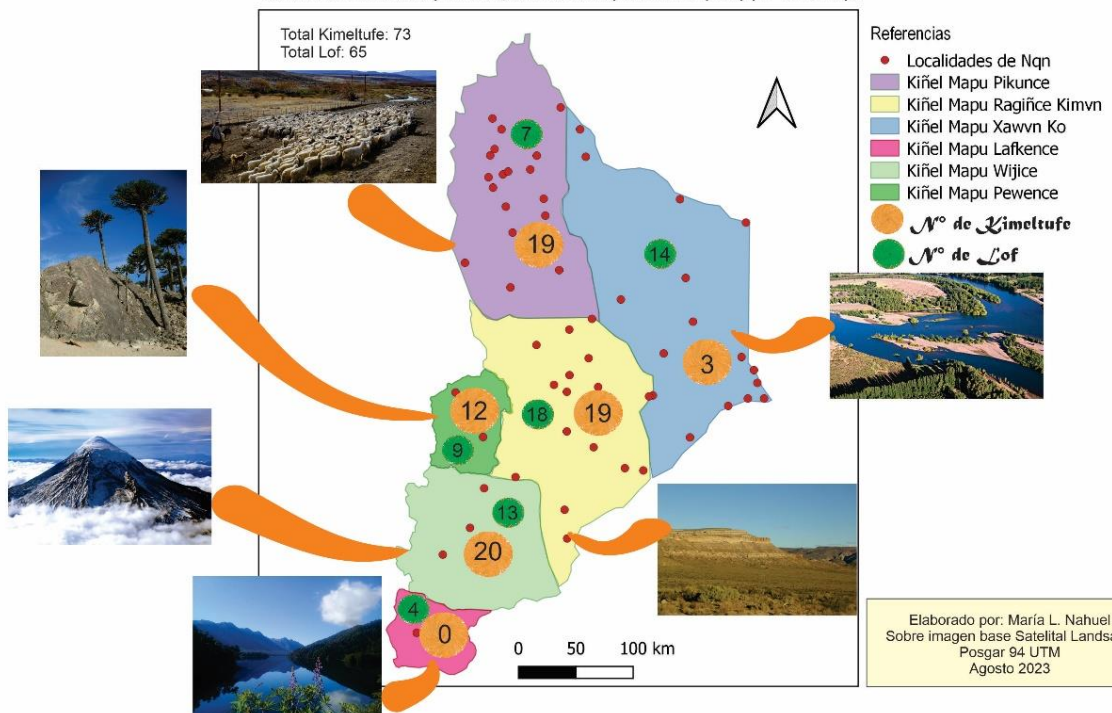 Total Kimeltufe: 73
Total Lof: 65
Referencias
Localidades de Nqn
Kiñel Mapu Pikunce
Kiñel Mapu Ragiñce Kimvn
Kiñel Mapu Xawvn Ko
Kiñel Mapu Lafkence
Kiñel Mapu Wijice
Kiñel Mapu Pewence
N° de Kimeltufe
N° de Lof
7
19
14
3
12
18
19
9
13
20
4
0
0 50 100 km
Elaborado por: María L. Nahuel
Sobre imagen base Satelital Landsa
Posgar 94 UTM
Agosto 2023